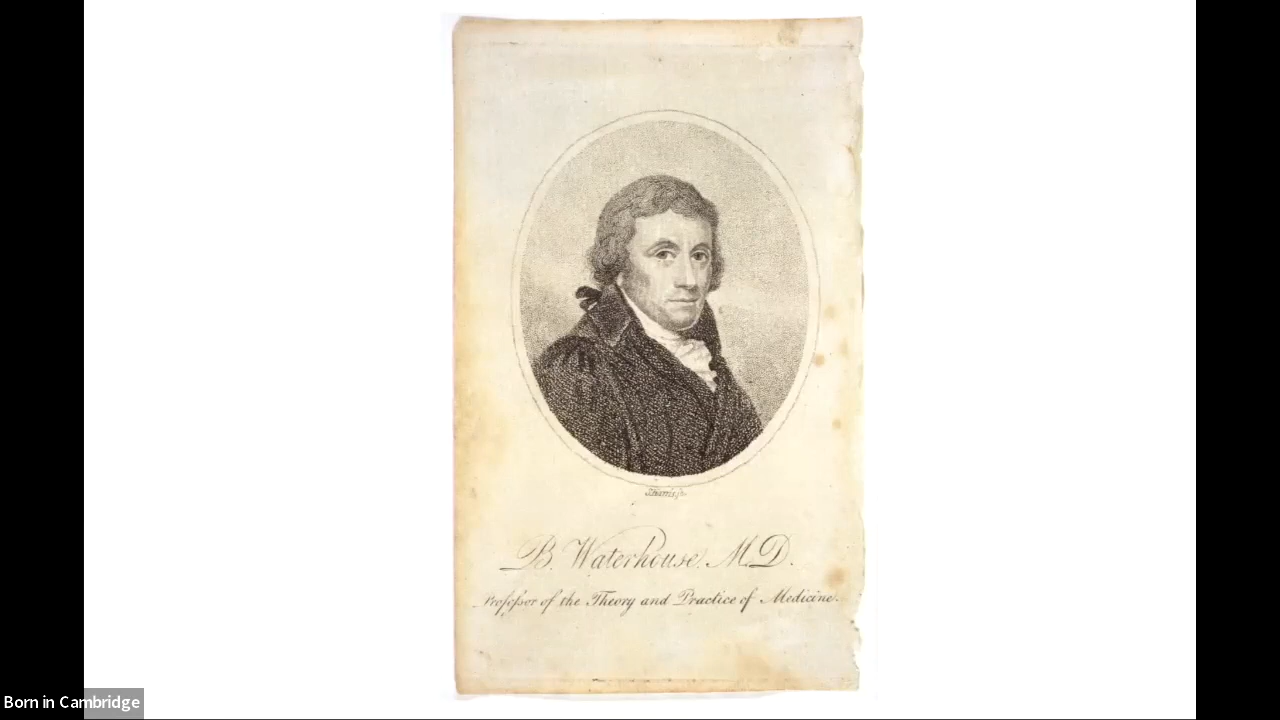 B. Waterhouse. M.D.
Professor of the Theory and Practice of Medicine.
Born in Cambridge